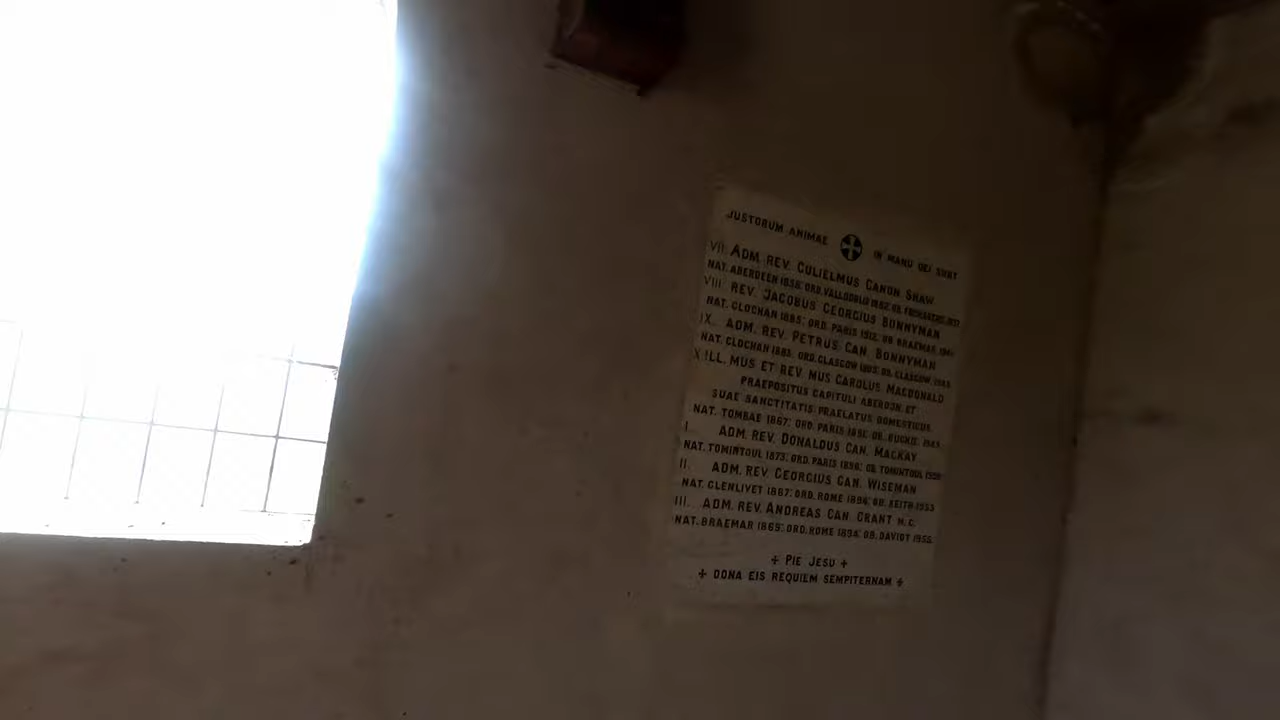 JUSTORUM ANIMAE IN MANU DEI SUNT
VII. ADM. REV. GULIELMUS CANON SHAW
NAT. ABERDEEN ORD. VALLADOLID OB.
VIII. REV. JACOBUS GEORGIUS BONNYMAN
NAT. CLOCHAN 1885. ORD. PARIS 1912. OB. BRAEMAR
IX. ADM. REV. PETRUS CAN. BONNYMAN
NAT. CLOCHAN ORD. GLASGOW OB. GLASGOW
X ILL. MUS ET REV. MUS CAROLUS MACDONALD
PRAEPOSITUS CAPITULI ABERDON. ET
SUAE SANCTITATIS PRAELATUS DOMESTICUS
NAT. TOMBAE 1867. ORD. PARIS OB. BUCKIE
I. ADM. REV. DONALDUS CAN. MACKAY
NAT. TOMINTOUL 1873. ORD. PARIS 1896. OB. TOMINTOUL
II. ADM. REV. GEORGIUS CAN. WISEMAN
NAT. GLENLIVET 1867. ORD. ROME 1894. OB. KEITH 1953
III. ADM. REV. ANDREAS CAN. GRANT
NAT. BRAEMAR 1865. ORD. ROME 1894. OB. DAVIOT 1955.
+ PIE JESU +
+ DONA EIS REQUIEM SEMPITERNAM +